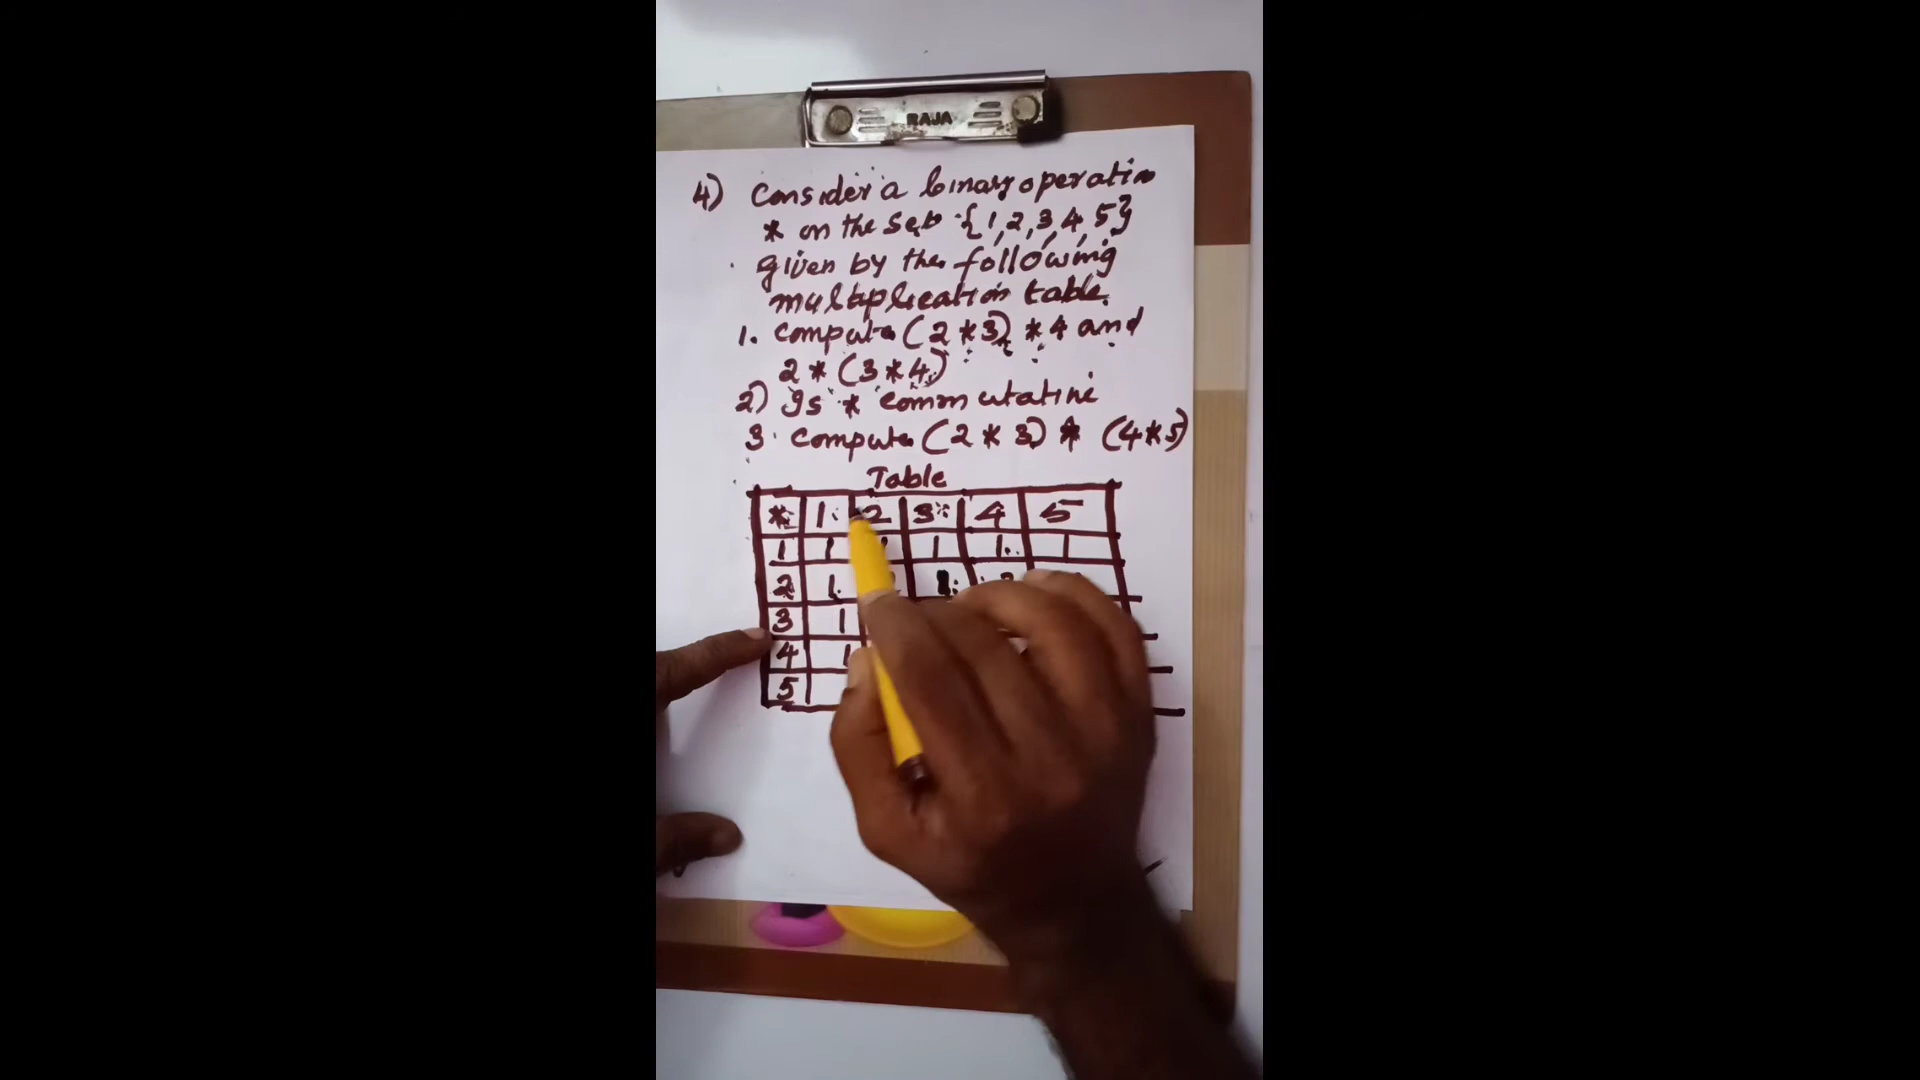 RAJA
4) Consider a binary operation
* on the set {1, 2, 3, 4, 5}
given by the following
multiplication table.
1. compute (2 * 3) * 4 and
2 * (3 * 4)
2) Is * commutative
3. compute (2 * 3) * (4 * 5)
Table
* 1 2 3 4 5
1 1 1 1 1
2 1 1
3 1
4 1
5